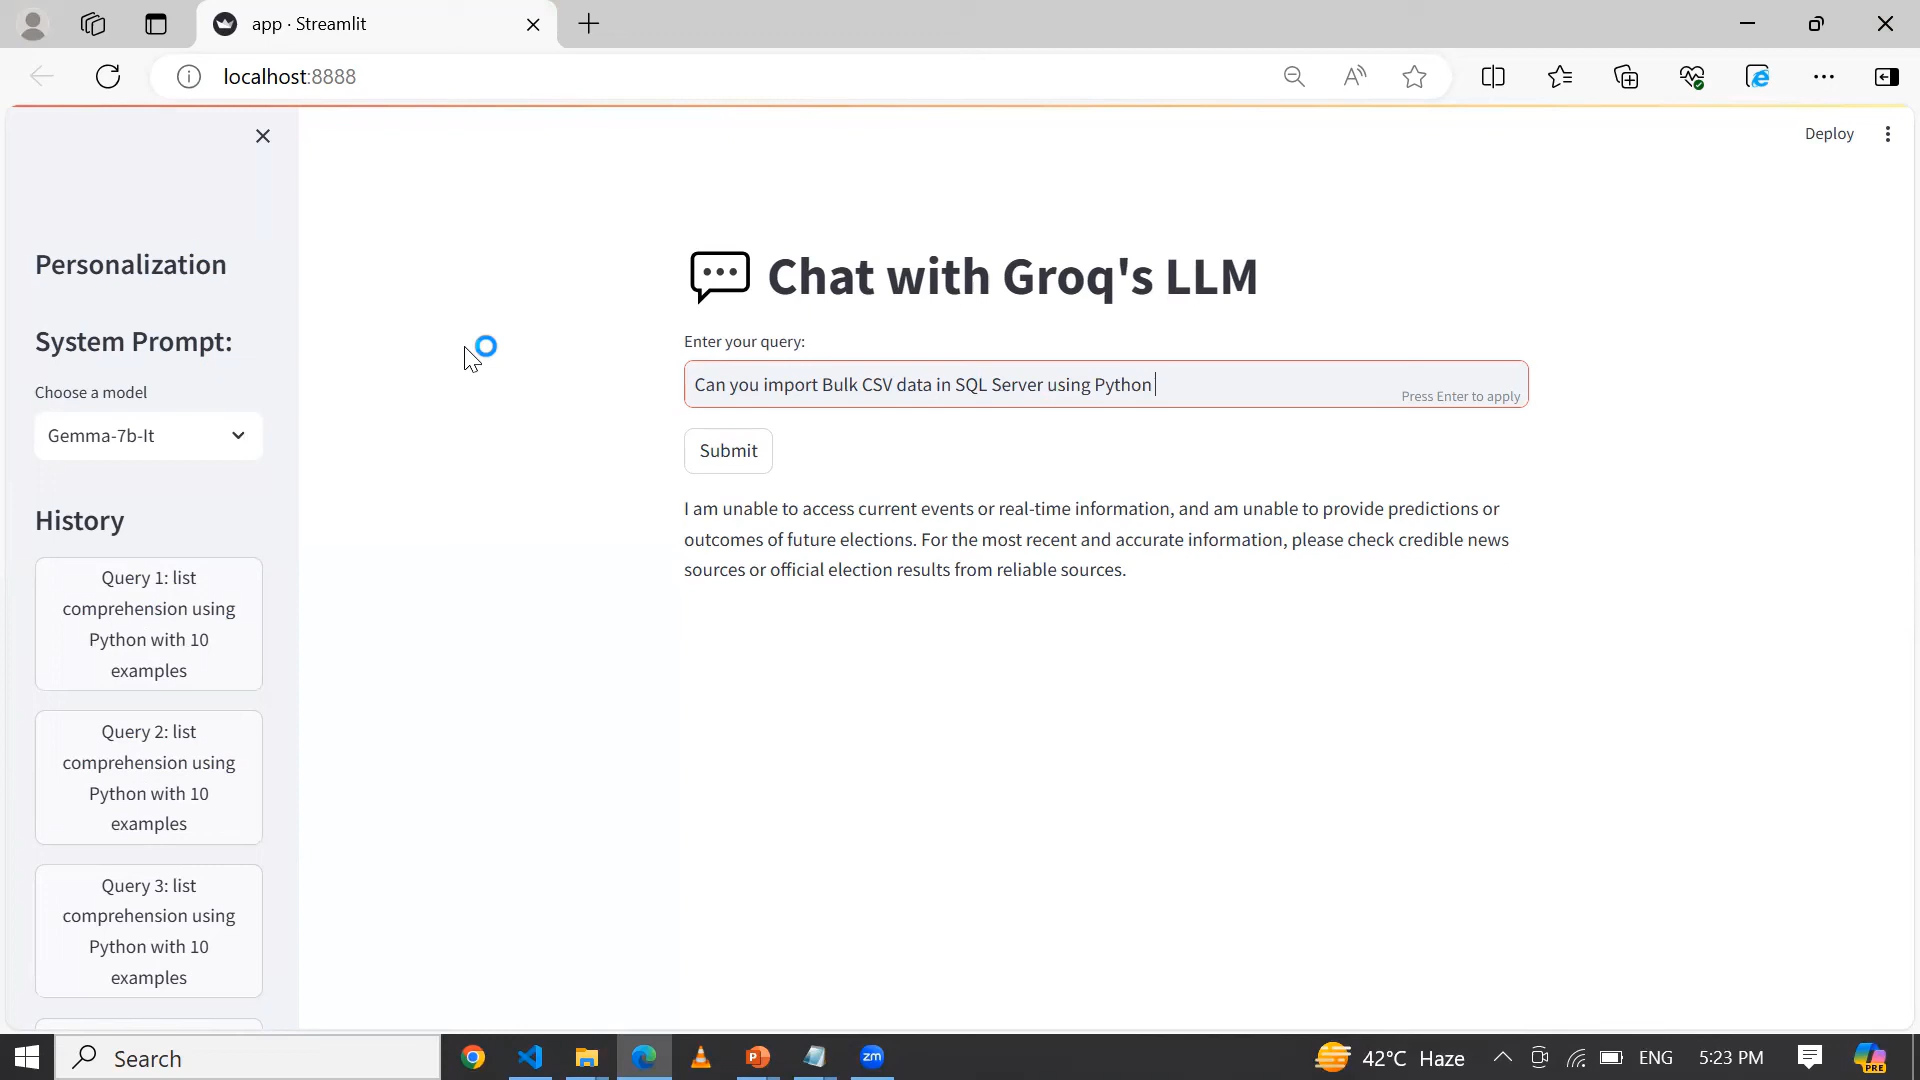 app · Streamlit
localhost:8888
Deploy
Personalization
System Prompt:
Choose a model
Gemma-7b-It
History
Query 1: list
comprehension using
Python with 10
examples
Query 2: list
comprehension using
Python with 10
examples
Query 3: list
comprehension using
Python with 10
examples
Chat with Groq's LLM
Enter your query:
Can you import Bulk CSV data in SQL Server using Python
Press Enter to apply
Submit
I am unable to access current events or real-time information, and am unable to provide predictions or
outcomes of future elections. For the most recent and accurate information, please check credible news
sources or official election results from reliable sources.
Search
zm
42°C Haze
ENG
5:23 PM
PRE